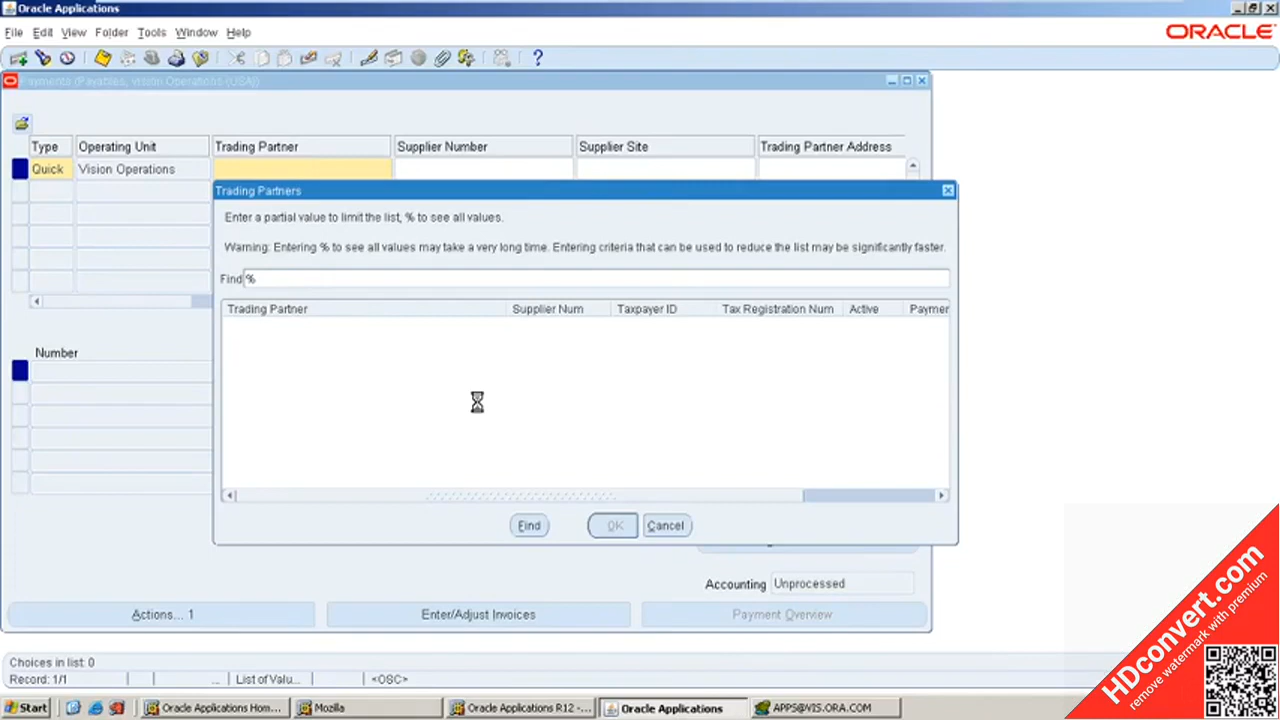 Oracle Applications
File Edit View Folder Tools Window Help
ORACLE
Payments (Payables, Vision Operations (USA))
Type Operating Unit Trading Partner Supplier Number Supplier Site Trading Partner Address
Quick Vision Operations
Trading Partners
Enter a partial value to limit the list, % to see all values.
Warning: Entering % to see all values may take a very long time. Entering criteria that can be used to reduce the list may be significantly faster.
Find %
Trading Partner Supplier Num Taxpayer ID Tax Registration Num Active Paymer
Number
Find OK Cancel
Accounting Unprocessed
Actions... 1 Enter/Adjust Invoices Payment Overview
Choices in list: 0
Record: 1/1 ... List of Valu... <OSC>
Start Oracle Applications Hom... Mozilla Oracle Applications R12 -... Oracle Applications APPS@VIS.ORA.COM
HDconvert.com
remove watermark with premium